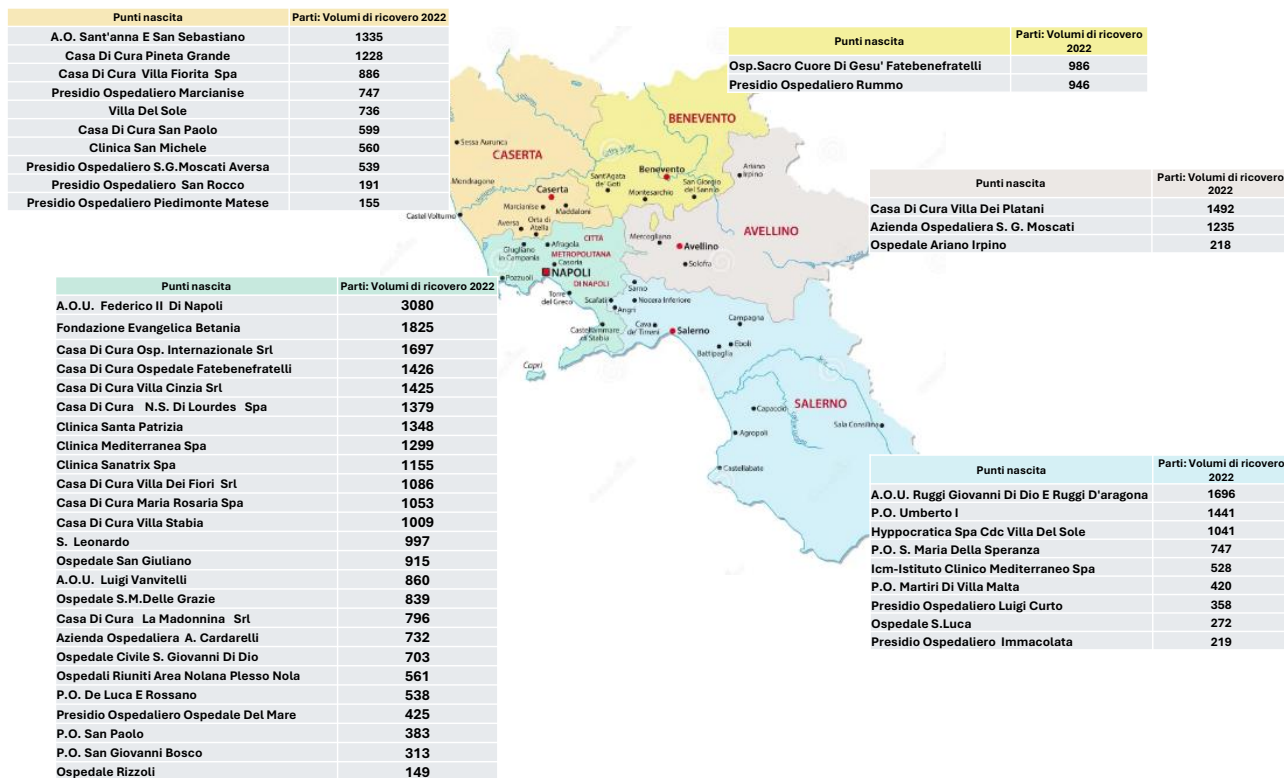 Punti nascita Parti: Volumi di ricovero 2022
A.O. Sant'anna E San Sebastiano 1335
Casa Di Cura Pineta Grande 1228
Casa Di Cura Villa Fiorita Spa 886
Presidio Ospedaliero Marcianise 747
Villa Del Sole 736
Casa Di Cura San Paolo 599
Clinica San Michele 560
Presidio Ospedaliero S.G.Moscati Aversa 539
Presidio Ospedaliero San Rocco 191
Presidio Ospedaliero Piedimonte Matese 155
Punti nascita Parti: Volumi di ricovero
2022
Osp.Sacro Cuore Di Gesu' Fatebenefratelli 986
Presidio Ospedaliero Rummo 946
Punti nascita Parti: Volumi di ricovero
2022
Casa Di Cura Villa Dei Platani 1492
Azienda Ospedaliera S. G. Moscati 1235
Ospedale Ariano Irpino 218
BENEVENTO
Sessa Aurunca
CASERTA
Mondragone
Sant'Agata
de' Goti
Benevento
Montesarchio
San Giorgio
del Sannio
Ariano
Irpino
Caserta
Marcianise
Maddaloni
Castel Volturno
Aversa
Orta di
Atella
AVELLINO
Mercogliano
Avellino
Solofra
CITTÀ
METROPOLITANA
DI NAPOLI
Giugliano
in Campania
Afragola
Casoria
NAPOLI
Pozzuoli
Torre
del Greco
Sarno
Scafati
Nocera Inferiore
Angri
Castellammare
di Stabia
Cava
de' Tirreni
Salerno
Campagna
Eboli
Battipaglia
Capri
SALERNO
Capaccio
Sala Consilina
Agropoli
Castellabate
Punti nascita Parti: Volumi di ricovero 2022
A.O.U. Federico II Di Napoli 3080
Fondazione Evangelica Betania 1825
Casa Di Cura Osp. Internazionale Srl 1697
Casa Di Cura Ospedale Fatebenefratelli 1426
Casa Di Cura Villa Cinzia Srl 1425
Casa Di Cura N.S. Di Lourdes Spa 1379
Clinica Santa Patrizia 1348
Clinica Mediterranea Spa 1299
Clinica Sanatrix Spa 1155
Casa Di Cura Villa Dei Fiori Srl 1086
Casa Di Cura Maria Rosaria Spa 1053
Casa Di Cura Villa Stabia 1009
S. Leonardo 997
Ospedale San Giuliano 915
A.O.U. Luigi Vanvitelli 860
Ospedale S.M.Delle Grazie 839
Casa Di Cura La Madonnina Srl 796
Azienda Ospedaliera A. Cardarelli 732
Ospedale Civile S. Giovanni Di Dio 703
Ospedali Riuniti Area Nolana Plesso Nola 561
P.O. De Luca E Rossano 538
Presidio Ospedaliero Ospedale Del Mare 425
P.O. San Paolo 383
P.O. San Giovanni Bosco 313
Ospedale Rizzoli 149
Punti nascita Parti: Volumi di ricovero
2022
A.O.U. Ruggi Giovanni Di Dio E Ruggi D'aragona 1696
P.O. Umberto I 1441
Hyppocratica Spa Cdc Villa Del Sole 1041
P.O. S. Maria Della Speranza 747
Icm-Istituto Clinico Mediterraneo Spa 528
P.O. Martiri Di Villa Malta 420
Presidio Ospedaliero Luigi Curto 358
Ospedale S.Luca 272
Presidio Ospedaliero Immacolata 219